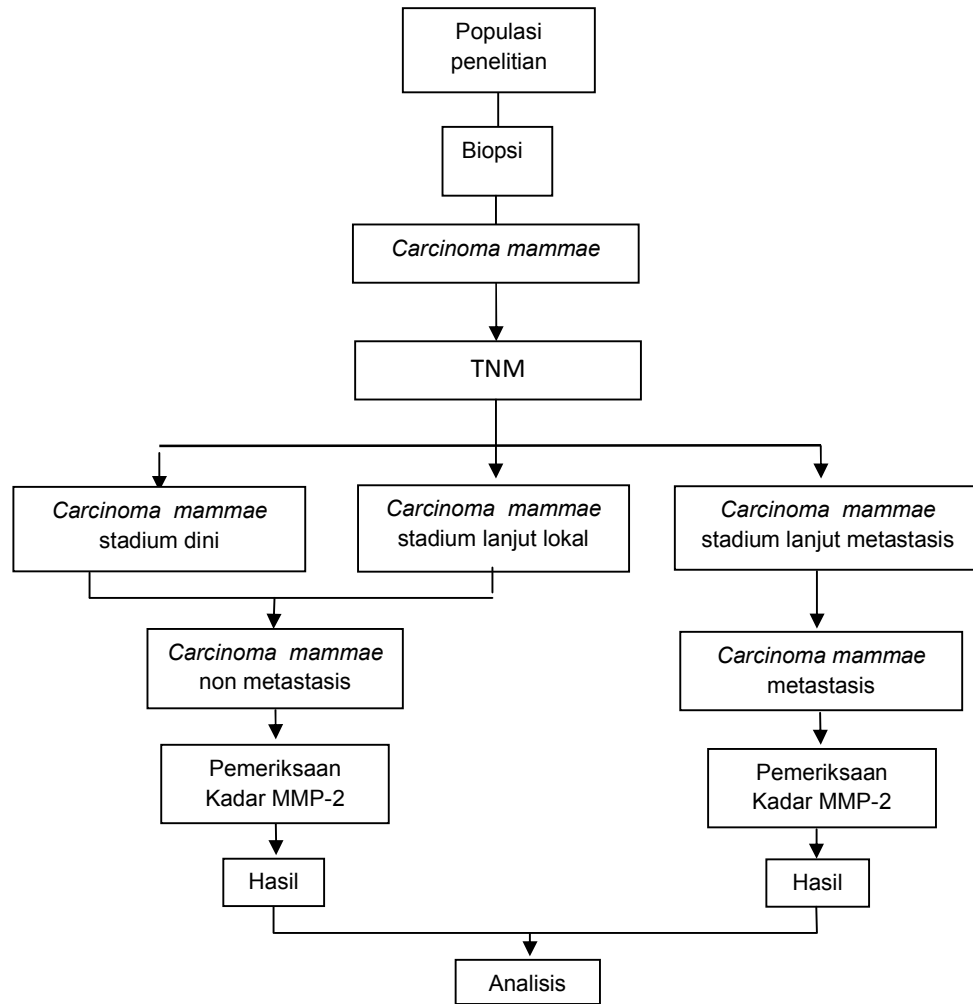 Populasi
penelitian
Biopsi
Carcinoma mammae
TNM
Carcinoma mammae
stadium dini
Carcinoma mammae
stadium lanjut lokal
Carcinoma mammae
stadium lanjut metastasis
Carcinoma mammae
non metastasis
Carcinoma mammae
metastasis
Pemeriksaan
Kadar MMP-2
Pemeriksaan
Kadar MMP-2
Hasil
Hasil
Analisis